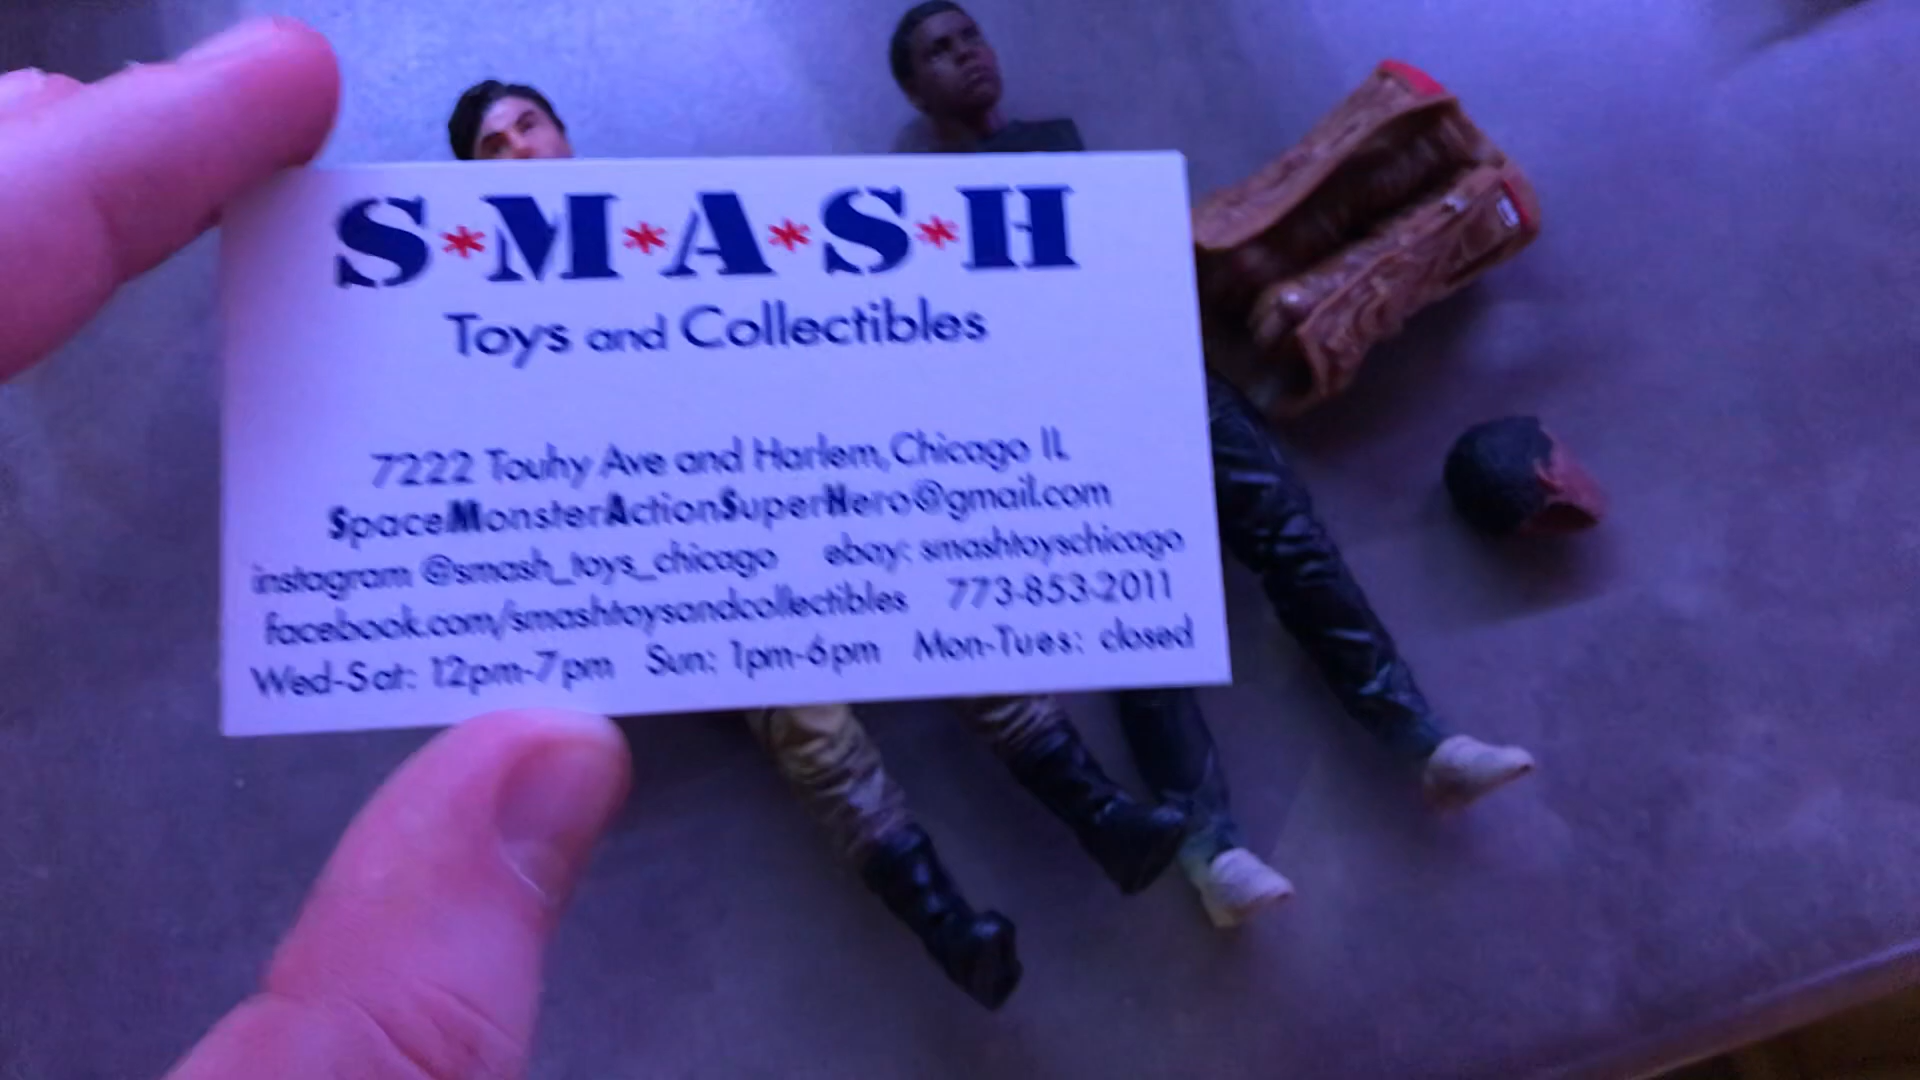 S*M*A*S*H
Toys and Collectibles
7222 Touhy Ave and Harlem, Chicago IL
SpaceMonsterActionSuperHero@gmail.com
instagram @smash_toys_chicago ebay: smashtoyschicago
facebook.com/smashtoysandcollectibles 773-853-2011
Wed-Sat: 12pm-7pm Sun: 1pm-6pm Mon-Tues: closed